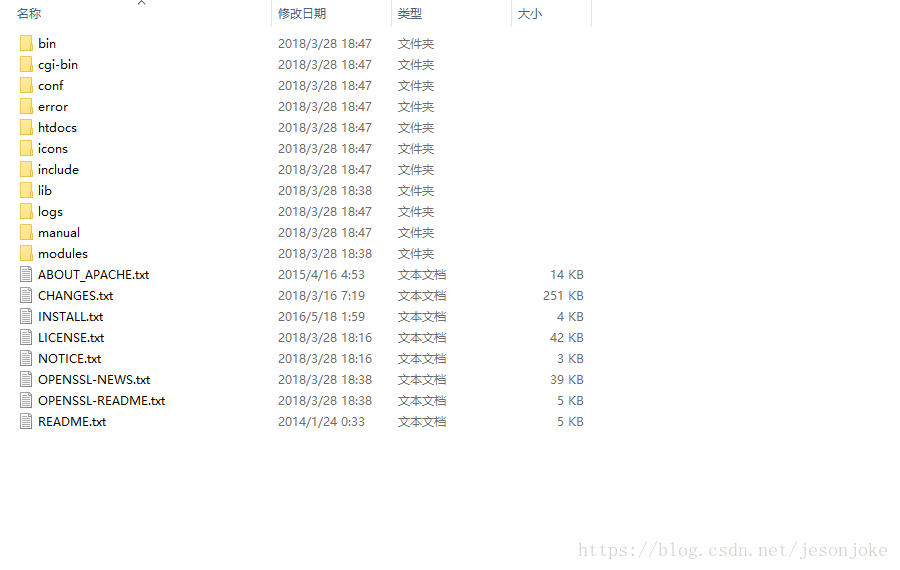 名称 修改日期 类型 大小
bin 2018/3/28 18:47 文件夹
cgi-bin 2018/3/28 18:47 文件夹
conf 2018/3/28 18:47 文件夹
error 2018/3/28 18:47 文件夹
htdocs 2018/3/28 18:47 文件夹
icons 2018/3/28 18:47 文件夹
include 2018/3/28 18:47 文件夹
lib 2018/3/28 18:38 文件夹
logs 2018/3/28 18:47 文件夹
manual 2018/3/28 18:47 文件夹
modules 2018/3/28 18:38 文件夹
ABOUT_APACHE.txt 2015/4/16 4:53 文本文档 14 KB
CHANGES.txt 2018/3/16 7:19 文本文档 251 KB
INSTALL.txt 2016/5/18 1:59 文本文档 4 KB
LICENSE.txt 2018/3/28 18:16 文本文档 42 KB
NOTICE.txt 2018/3/28 18:16 文本文档 3 KB
OPENSSL-NEWS.txt 2018/3/28 18:38 文本文档 39 KB
OPENSSL-README.txt 2018/3/28 18:38 文本文档 5 KB
README.txt 2014/1/24 0:33 文本文档 5 KB
https://blog.csdn.net/jesonjoke